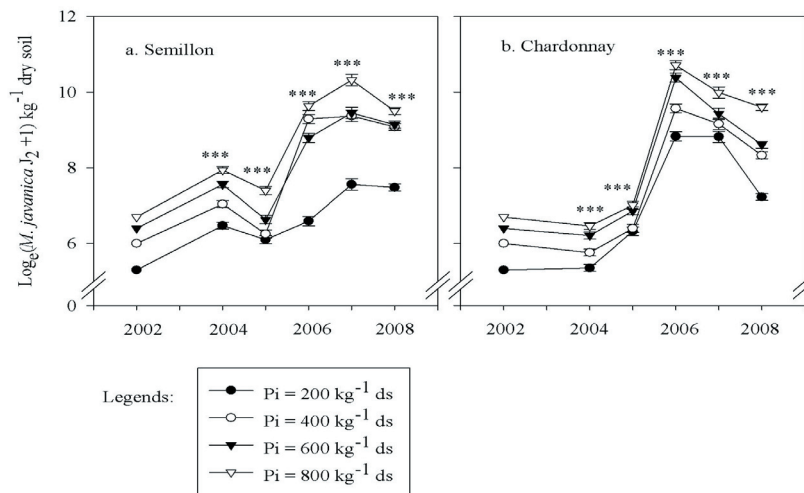 Log_e(M. javanica J_2 +1) kg^-1 dry soil
12
10
8
6
0
a. Semillon
***
***
***
***
***
2002 2004 2006 2008
b. Chardonnay
***
***
***
***
***
2002 2004 2006 2008
Legends:
Pi = 200 kg^-1 ds
Pi = 400 kg^-1 ds
Pi = 600 kg^-1 ds
Pi = 800 kg^-1 ds